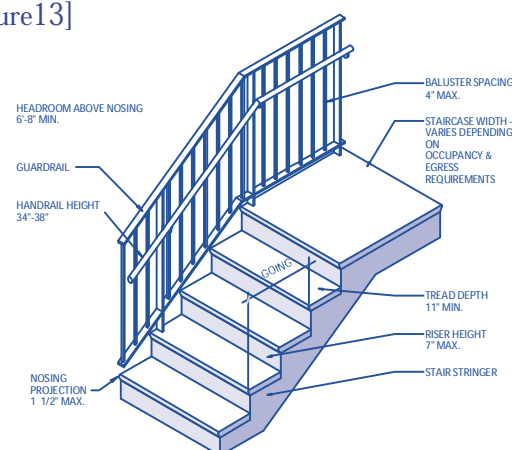 ure13]
HEADROOM ABOVE NOSING
6'-8" MIN.
GUARDRAIL
HANDRAIL HEIGHT
34"-38"
NOSING
PROJECTION
1 1/2" MAX.
GOING
BALUSTER SPACING
4" MAX.
STAIRCASE WIDTH -
VARIES DEPENDING
ON
OCCUPANCY &
EGRESS
REQUIREMENTS
TREAD DEPTH
11" MIN.
RISER HEIGHT
7" MAX.
STAIR STRINGER